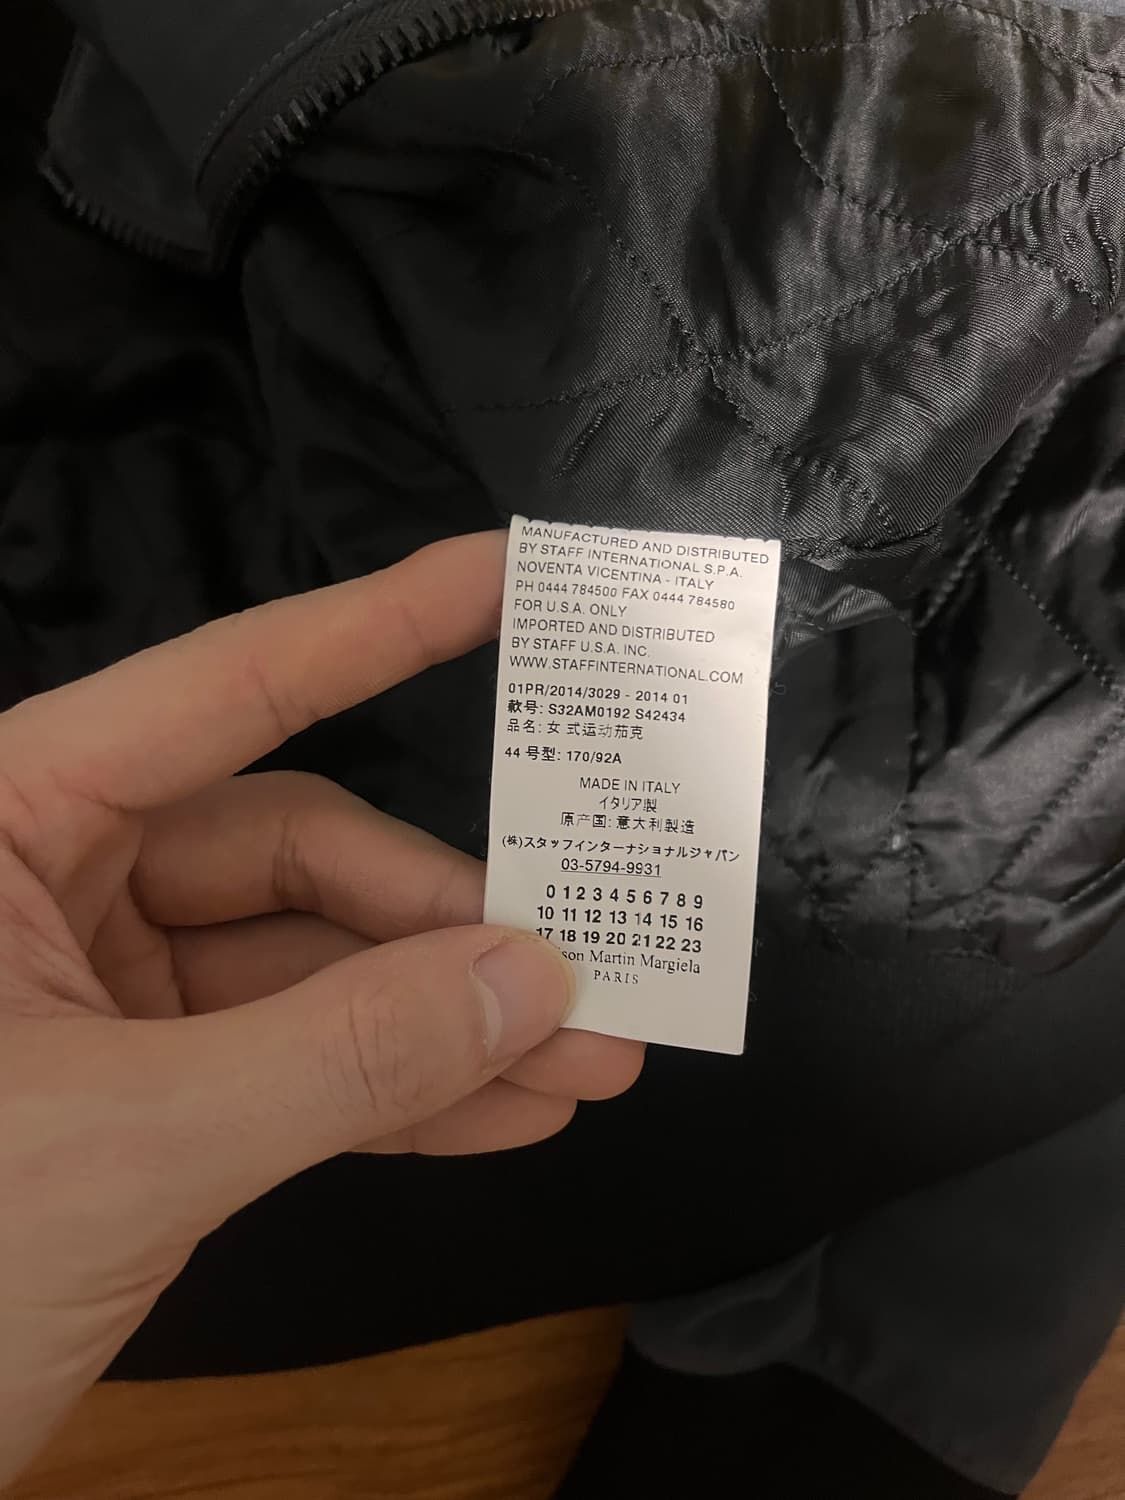 MANUFACTURED AND DISTRIBUTED
BY STAFF INTERNATIONAL S.P.A.
NOVENTA VICENTINA - ITALY
PH 0444 784500 FAX 0444 784580
FOR U.S.A. ONLY
IMPORTED AND DISTRIBUTED
BY STAFF U.S.A. INC.
WWW.STAFFINTERNATIONAL.COM
01PR/2014/3029 - 2014 01
款号: S32AM0192 S42434
品名: 女 式运动茄克
44 号型: 170/92A
MADE IN ITALY
イタリア製
原产国: 意大利製造
(株)スタッフインターナショナルジャパン
03-5794-9931
0 1 2 3 4 5 6 7 8 9
10 11 12 13 14 15 16
17 18 19 20 21 22 23
Martin Margiela
PARIS